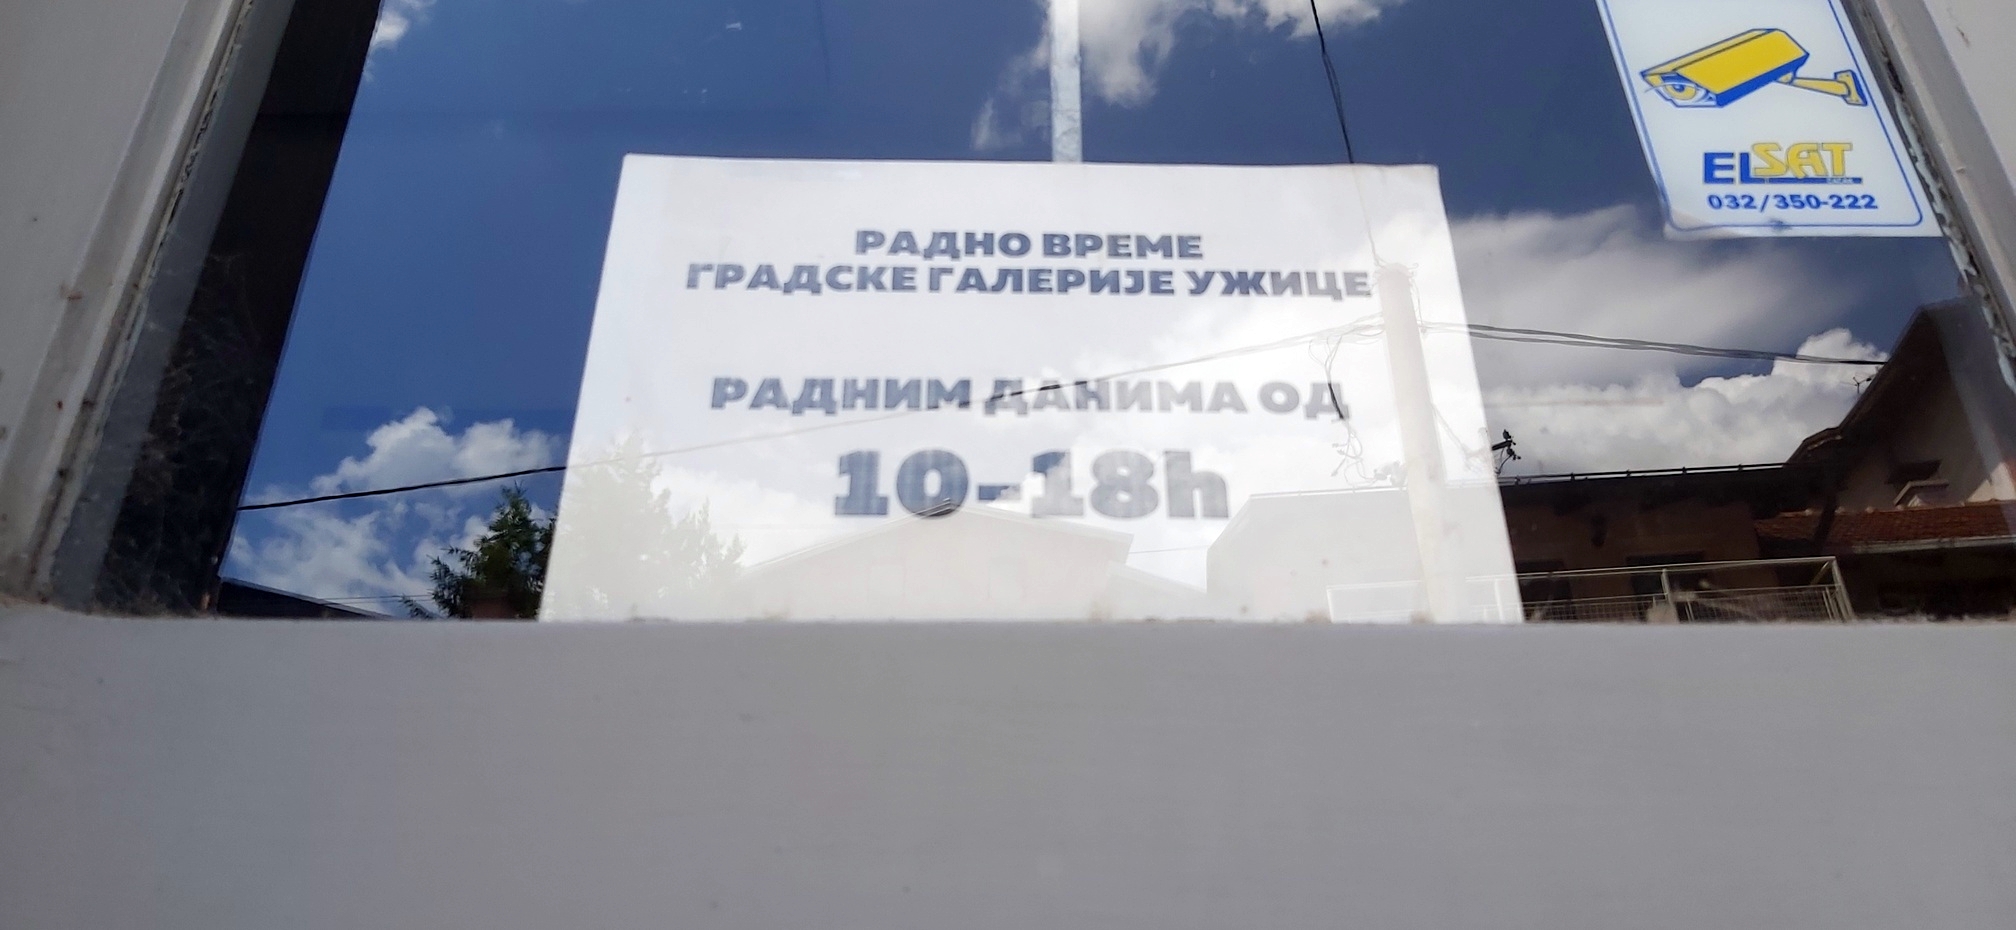 РАДНО ВРЕМЕ
ГРАДСКЕ ГАЛЕРИЈЕ УЖИЦЕ
РАДНИМ ДАНИМА ОД
10-18h
ELSAT
032/350-222